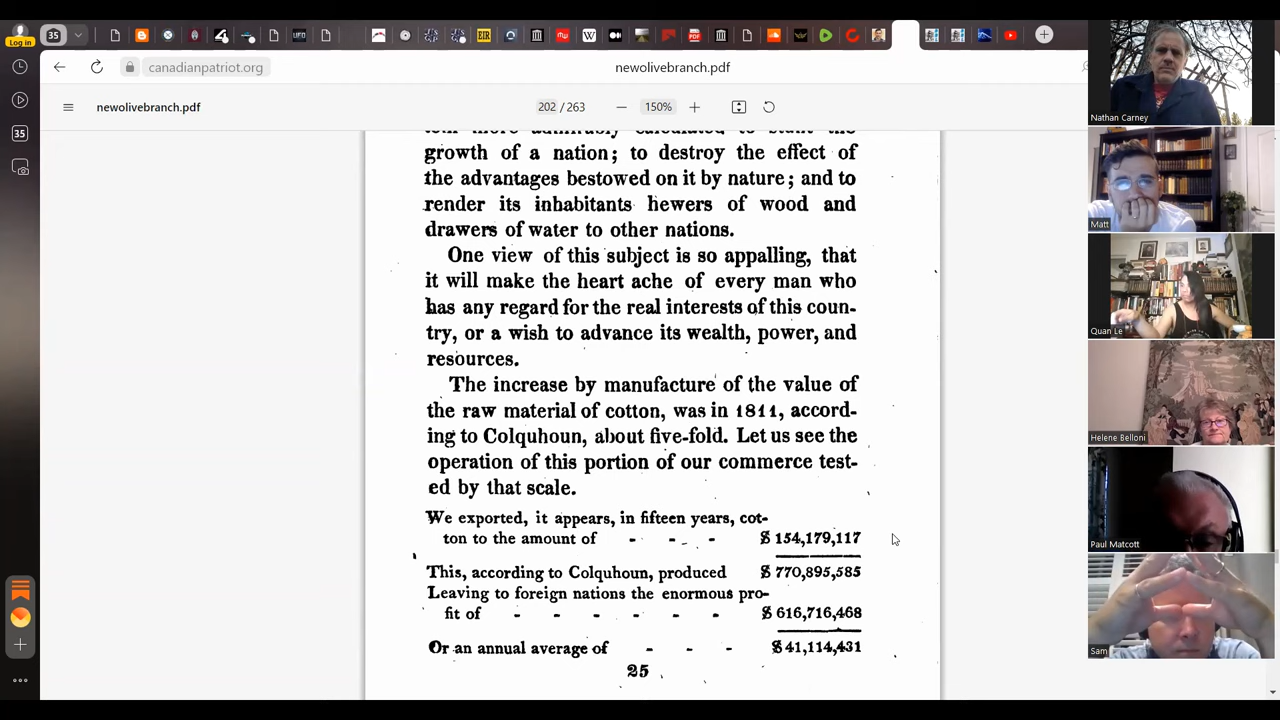 35
Log in
canadianpatriot.org
newolivebranch.pdf
newolivebranch.pdf
202 / 263
150%
growth of a nation; to destroy the effect of
the advantages bestowed on it by nature; and to
render its inhabitants hewers of wood and
drawers of water to other nations.
One view of this subject is so appalling, that
it will make the heart ache of every man who
has any regard for the real interests of this coun-
try, or a wish to advance its wealth, power, and
resources.
The increase by manufacture of the value of
the raw material of cotton, was in 1811, accord-
ing to Colquhoun, about five-fold. Let us see the
operation of this portion of our commerce test-
ed by that scale.
We exported, it appears, in fifteen years, cot-
ton to the amount of - - - $ 154,179,117
This, according to Colquhoun, produced $ 770,895,585
Leaving to foreign nations the enormous pro-
fit of - - - - - - $ 616,716,468
Or an annual average of - - - $ 41,114,431
25
35
EIR
UFO
W
PDF
Nathan Carney
Matt
Quan Le
Helene Belloni
Paul Matcott
Sam